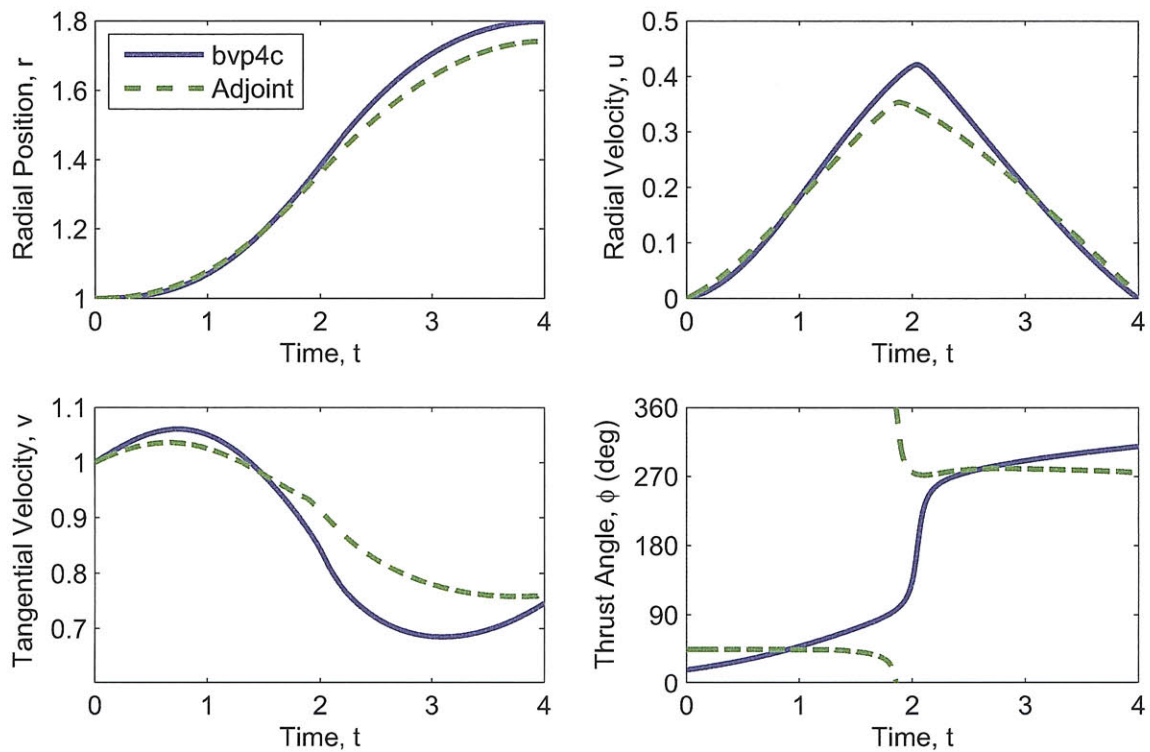 Radial Position, r
1.8
1.6
1.4
1.2
1
bvp4c
Adjoint
0 1 2 3 4
Time, t
Radial Velocity, u
0.5
0.4
0.3
0.2
0.1
0
0 1 2 3 4
Time, t
Tangential Velocity, v
1.1
1
0.9
0.8
0.7
0 1 2 3 4
Time, t
Thrust Angle, ϕ (deg)
360
270
180
90
0
0 1 2 3 4
Time, t